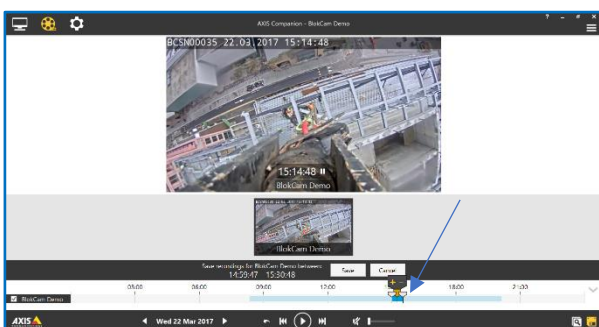 AXIS Companion - BlokCam Demo
BCSN00035 22.03.2017 15:14:48
15:14:48
BlokCam Demo
BlokCam Demo
Save recordings for BlokCam Demo between:
14:59:47 15:30:48
Save
Cancel
03:00 06:00 09:00 12:00 18:00 21:00
BlokCam Demo
AXIS
Wed 22 Mar 2017